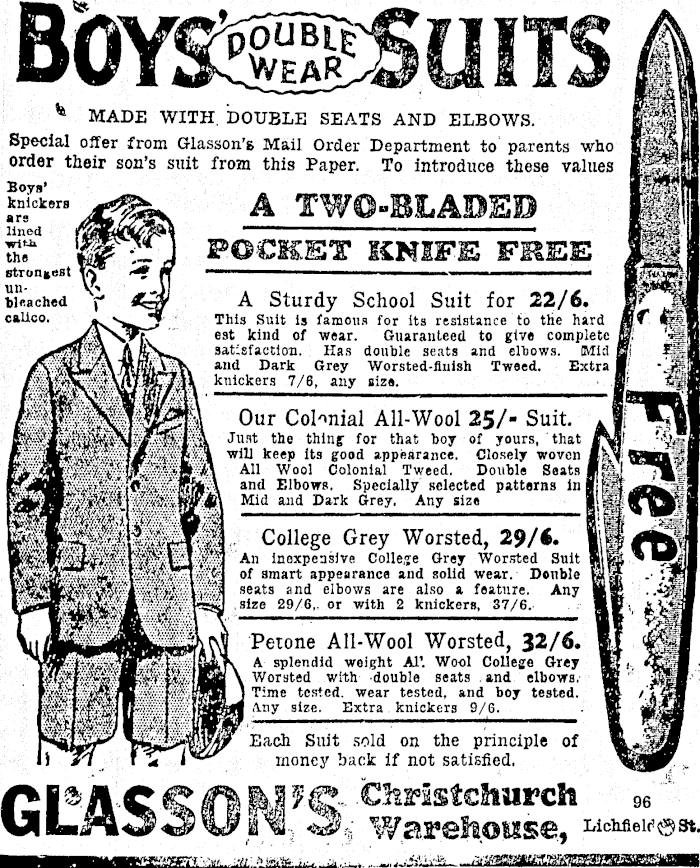 BOYS' DOUBLE WEAR SUITS
MADE WITH DOUBLE SEATS AND ELBOWS.
Special offer from Glasson's Mail Order Department to parents who
order their son's suit from this Paper. To introduce these values
Boys'
knickers
are
lined
with
the
strongest
un-
bleached
calico.
A TWO-BLADED
POCKET KNIFE FREE
A Sturdy School Suit for 22/6.
This Suit is famous for its resistance to the hard
est kind of wear. Guaranteed to give complete
satisfaction. Has double seats and elbows. Mid
and Dark Grey Worsted-finish Tweed. Extra
knickers 7/6, any size.
Our Colonial All-Wool 25/- Suit.
Just the thing for that boy of yours, that
will keep its good appearance. Closely woven
All Wool Colonial Tweed. Double Seats
and Elbows. Specially selected patterns in
Mid and Dark Grey. Any size
College Grey Worsted, 29/6.
An inexpensive College Grey Worsted Suit
of smart appearance and solid wear. Double
seats and elbows are also a feature. Any
size 29/6, or with 2 knickers, 37/6.
Petone All-Wool Worsted, 32/6.
A splendid weight All Wool College Grey
Worsted with double seats and elbows.
Time tested, wear tested, and boy tested.
Any size. Extra knickers 9/6.
Each Suit sold on the principle of
money back if not satisfied.
Free
GLASSON'S Christchurch
Warehouse,
96
Lichfield St.